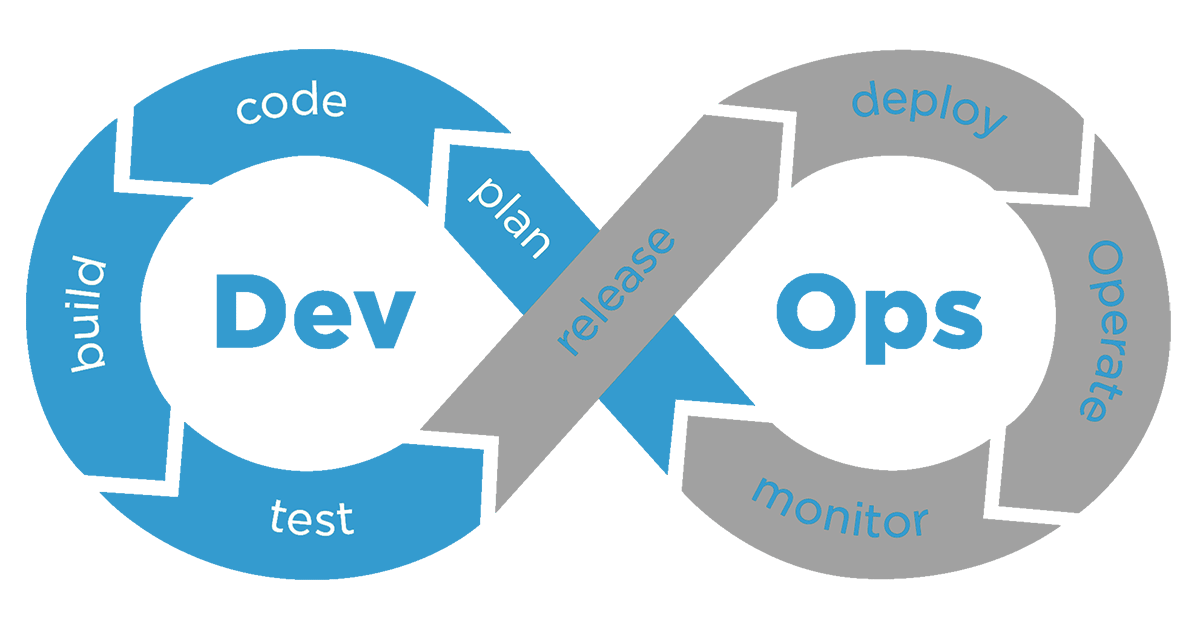 code
plan
build
Dev
test
release
deploy
Operate
Ops
monitor